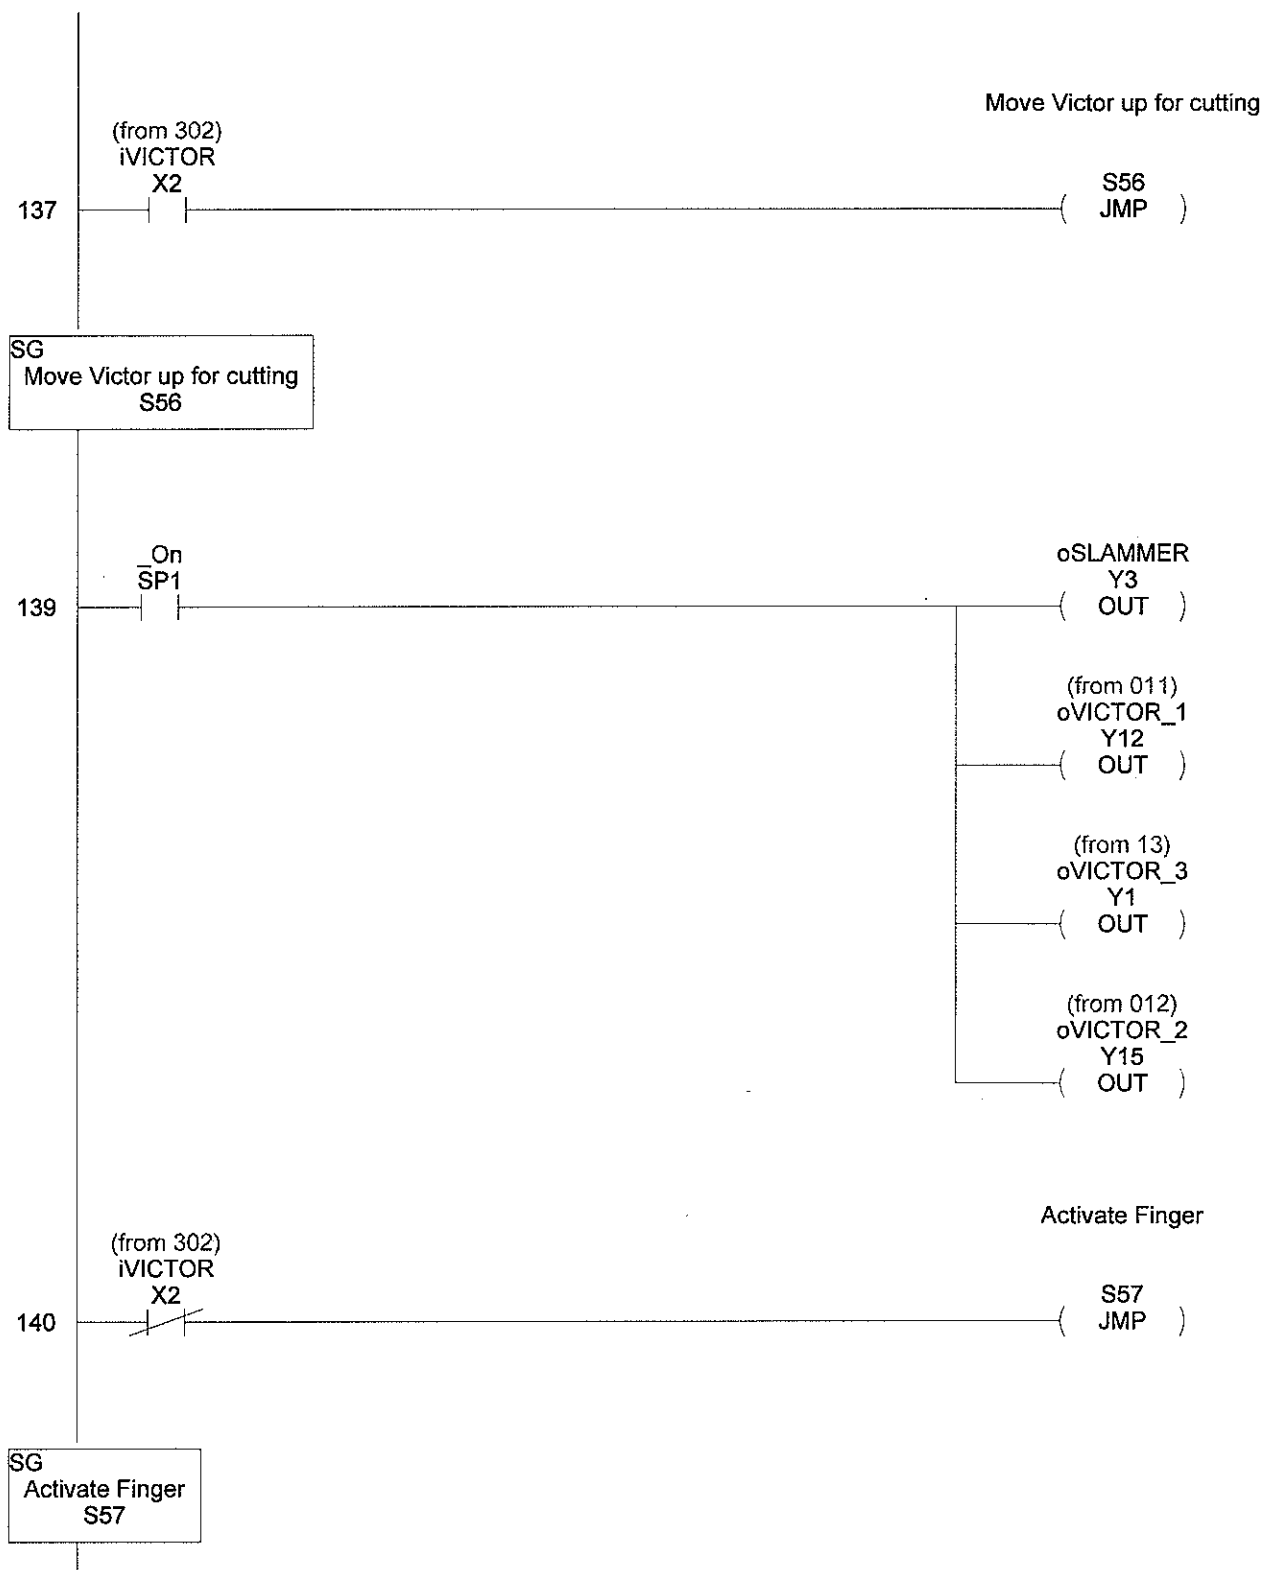 Move Victor up for cutting
(from 302)
iVICTOR
X2
137
S56
JMP
SG
Move Victor up for cutting
S56
_On
SP1
139
oSLAMMER
Y3
OUT
(from 011)
oVICTOR_1
Y12
OUT
(from 13)
oVICTOR_3
Y1
OUT
(from 012)
oVICTOR_2
Y15
OUT
Activate Finger
(from 302)
iVICTOR
X2
140
S57
JMP
SG
Activate Finger
S57